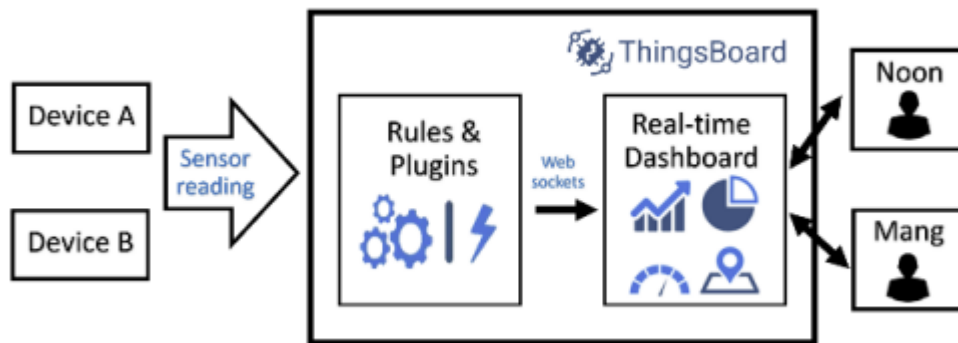 ThingsBoard
Device A
Device B
Sensor
reading
Rules &
Plugins
Web
sockets
Real-time
Dashboard
Noon
Mang